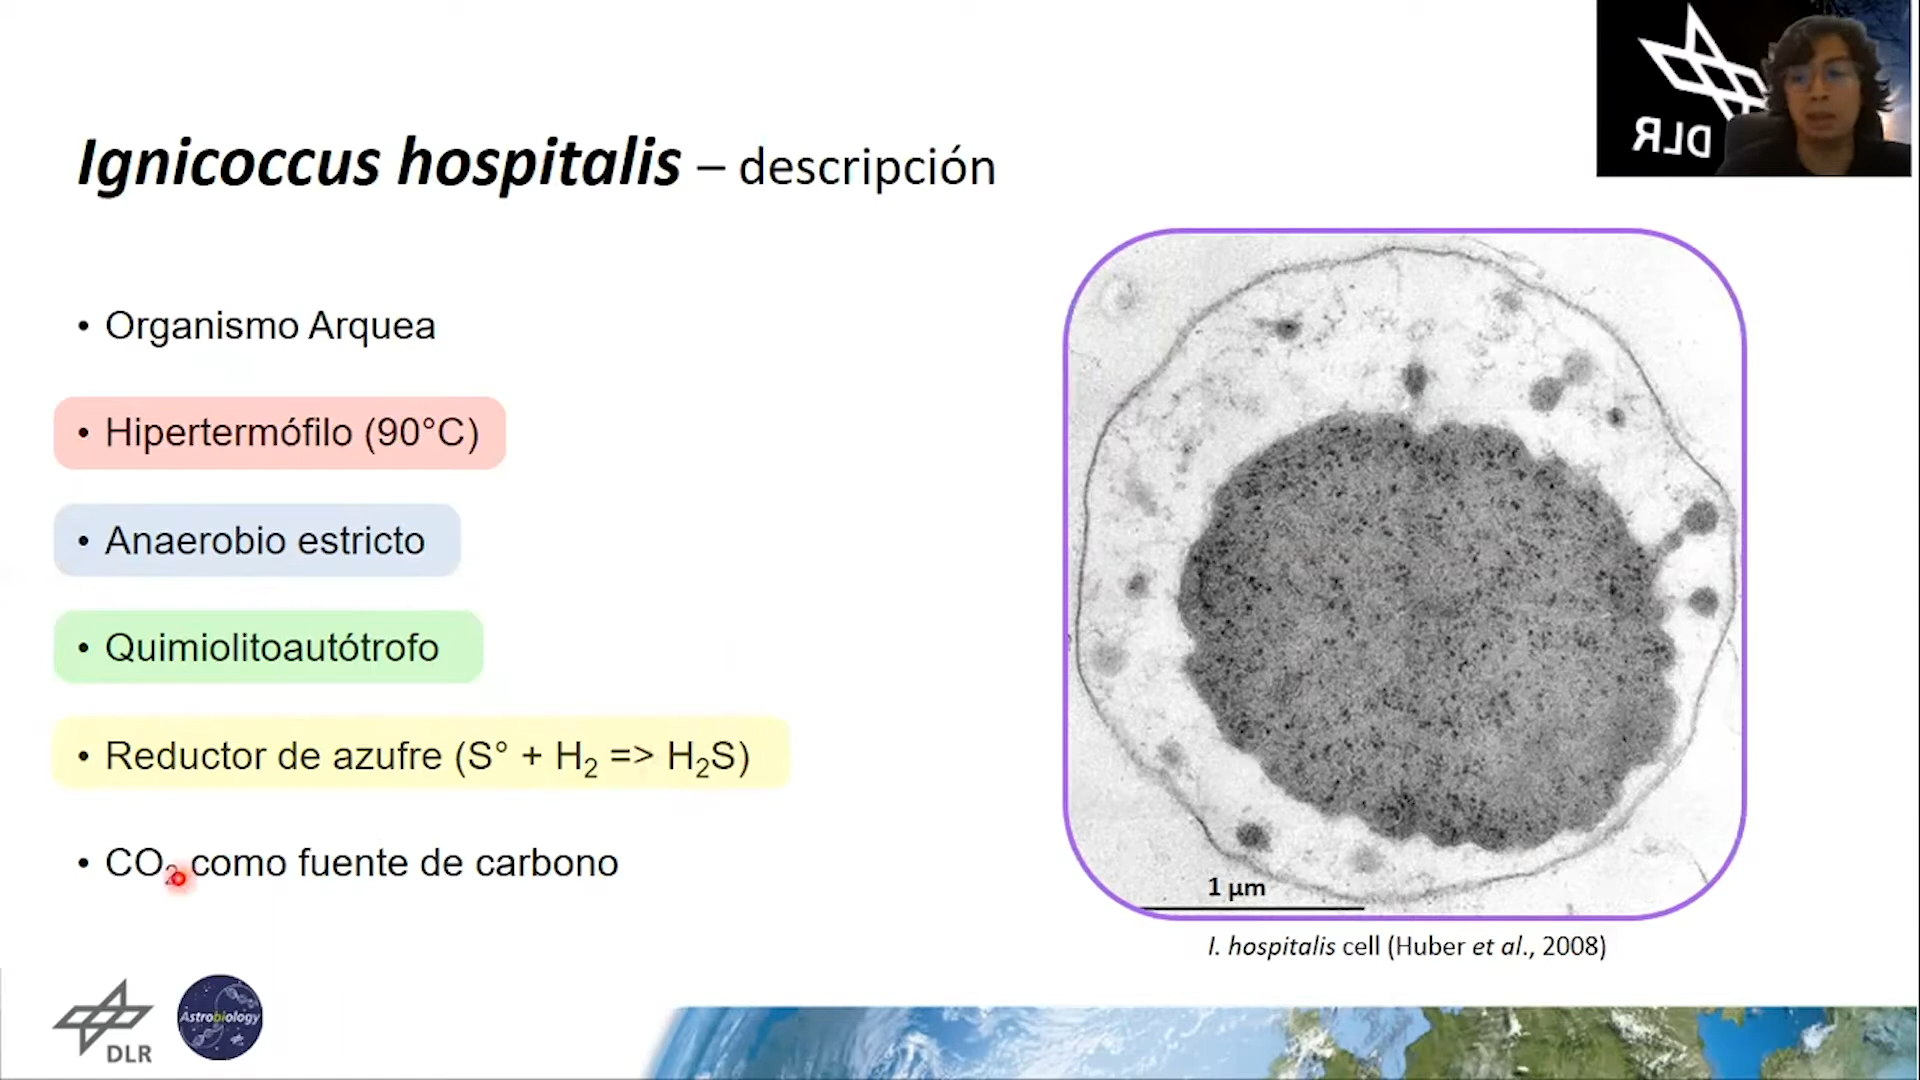 DLR
Ignicoccus hospitalis – descripción
• Organismo Arquea
• Hipertermófilo (90°C)
• Anaerobio estricto
• Quimiolitoautótrofo
• Reductor de azufre (S° + H₂ => H₂S)
• CO₂ como fuente de carbono
1 µm
I. hospitalis cell (Huber et al., 2008)
Astrobiology
DLR